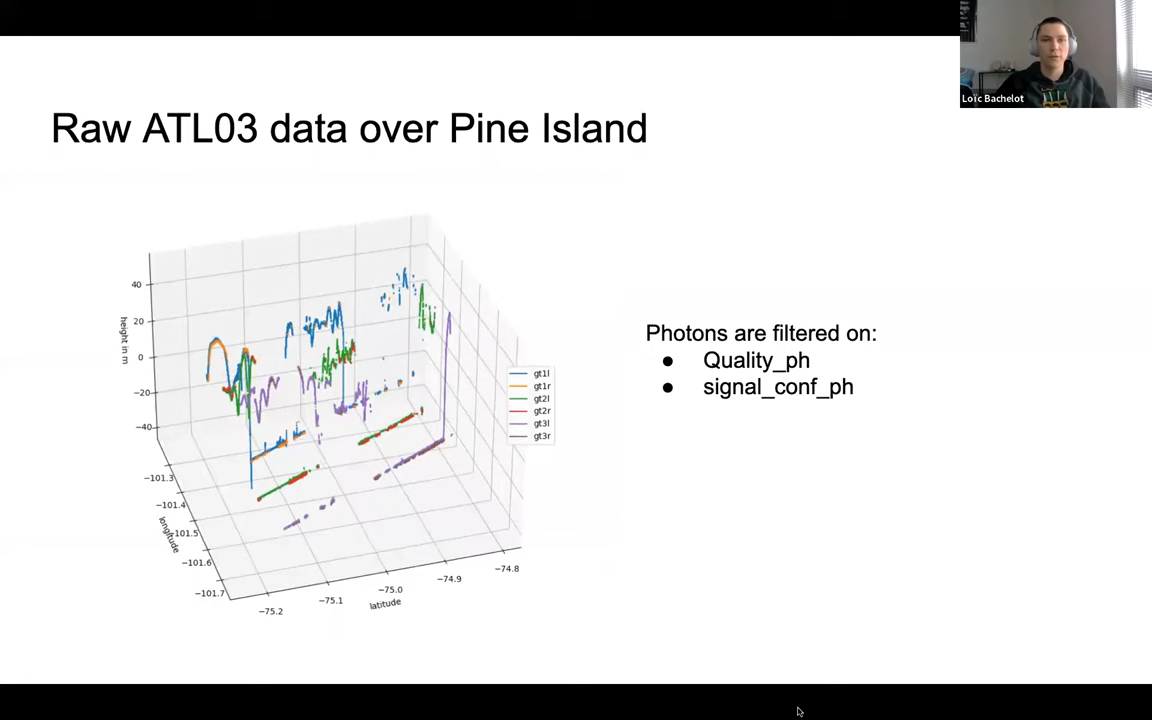 Loïc Bachelot
Raw ATL03 data over Pine Island
Photons are filtered on:
● Quality_ph
● signal_conf_ph
height in m
40
20
0
−20
−40
−101.3
−101.4
−101.5
−101.6
−101.7
longitude
−75.2
−75.1
−75.0
−74.9
−74.8
latitude
gt1l
gt1r
gt2l
gt2r
gt3l
gt3r